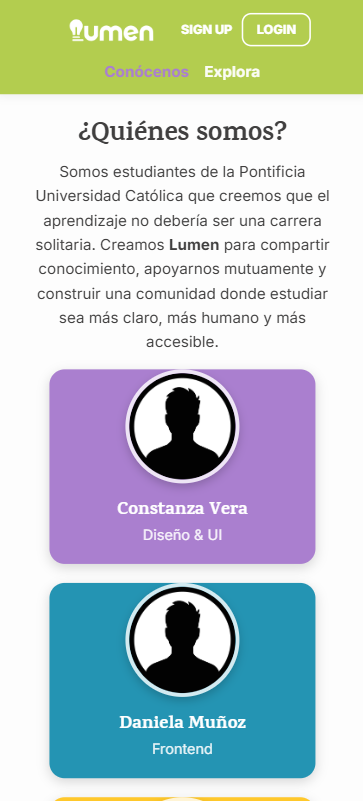 Lumen SIGN UP LOGIN
Conócenos Explora
¿Quiénes somos?
Somos estudiantes de la Pontificia
Universidad Católica que creemos que el
aprendizaje no debería ser una carrera
solitaria. Creamos Lumen para compartir
conocimiento, apoyarnos mutuamente y
construir una comunidad donde estudiar
sea más claro, más humano y más
accesible.
Constanza Vera
Diseño & UI
Daniela Muñoz
Frontend